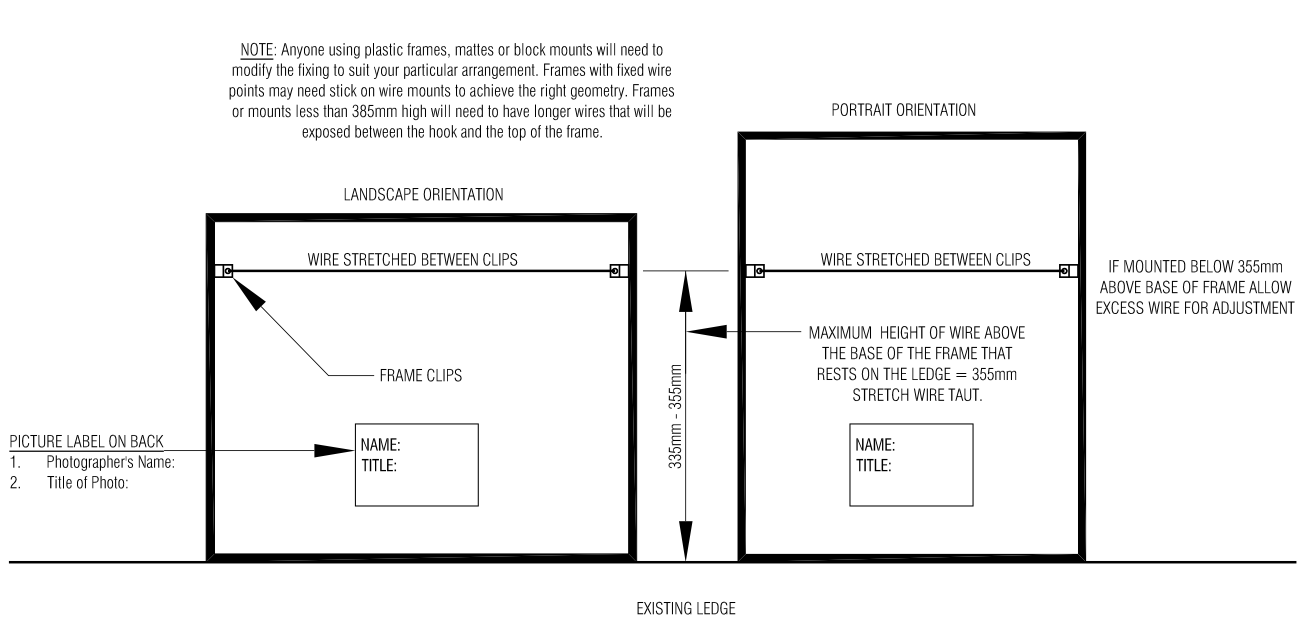 NOTE: Anyone using plastic frames, mattes or block mounts will need to
modify the fixing to suit your particular arrangement. Frames with fixed wire
points may need stick on wire mounts to achieve the right geometry. Frames
or mounts less than 385mm high will need to have longer wires that will be
exposed between the hook and the top of the frame.
PORTRAIT ORIENTATION
LANDSCAPE ORIENTATION
WIRE STRETCHED BETWEEN CLIPS
WIRE STRETCHED BETWEEN CLIPS
IF MOUNTED BELOW 355mm
ABOVE BASE OF FRAME ALLOW
EXCESS WIRE FOR ADJUSTMENT
MAXIMUM HEIGHT OF WIRE ABOVE
THE BASE OF THE FRAME THAT
RESTS ON THE LEDGE = 355mm
STRETCH WIRE TAUT.
FRAME CLIPS
335mm - 355mm
PICTURE LABEL ON BACK
1. Photographer's Name:
2. Title of Photo:
NAME:
TITLE:
NAME:
TITLE:
EXISTING LEDGE